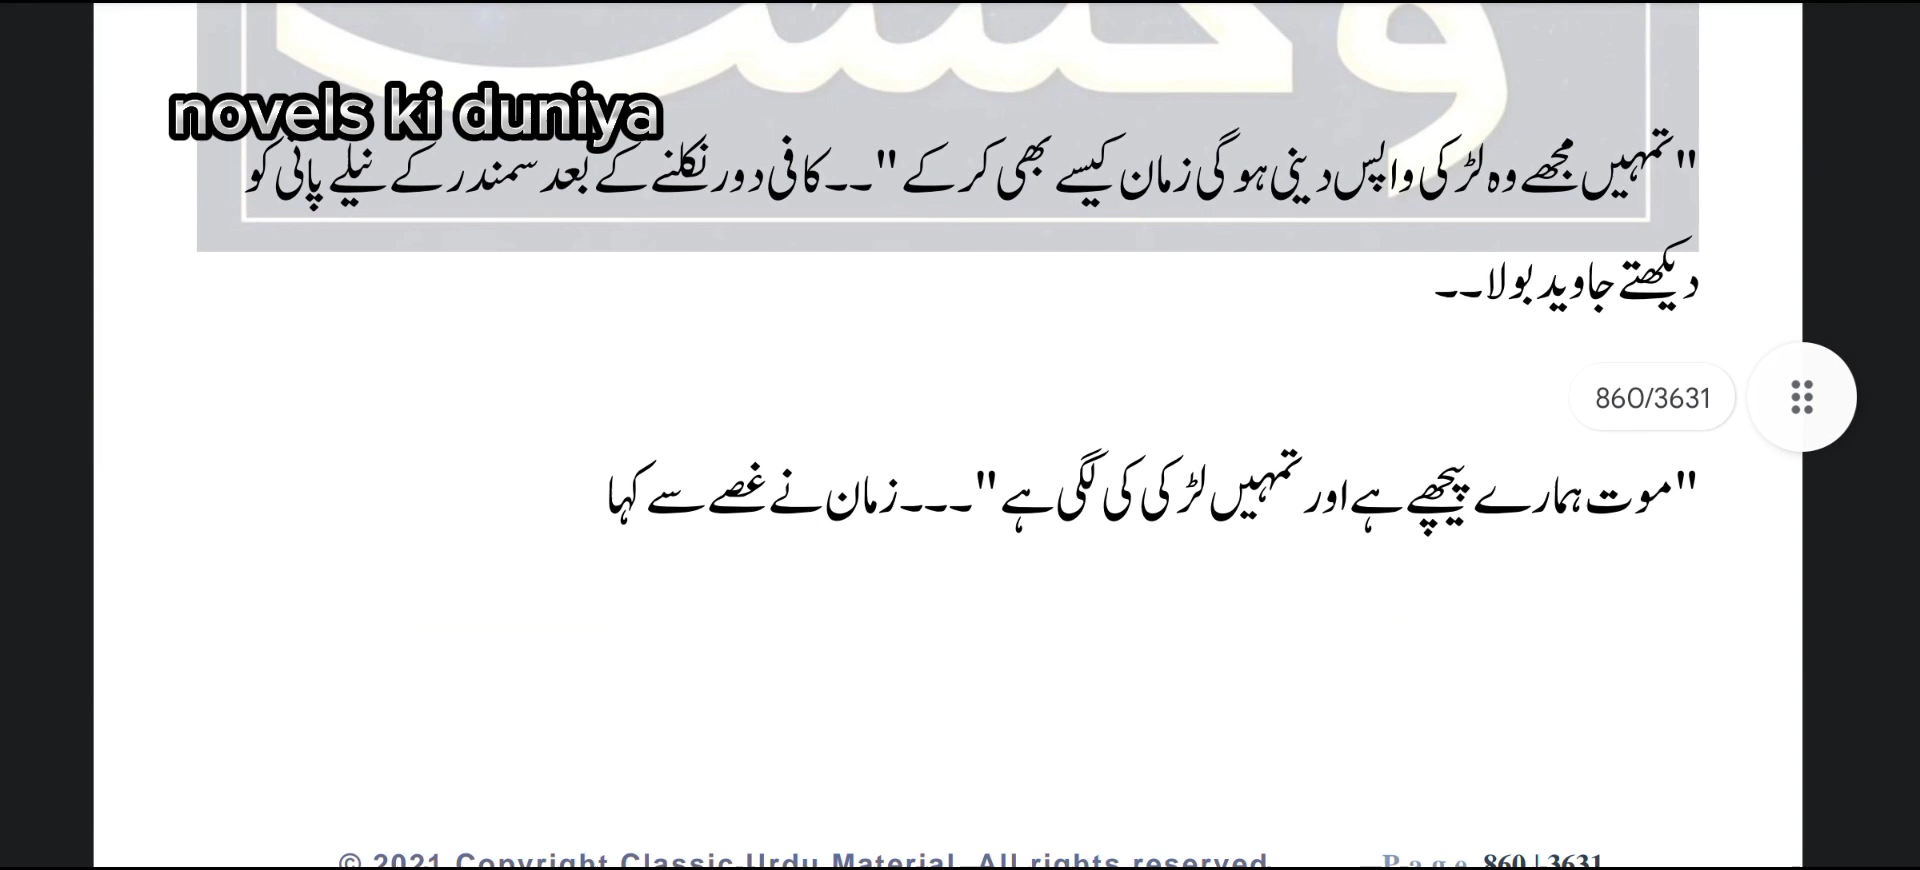 novels ki duniya
"تمہیں مجھے وہ لڑکی واپس دینی ہوگی زمان کیسے بھی کر کے "۔۔کافی دور نکلنے کے بعد سمندر کے نیلے پانی کو
دیکھتے جاوید بولا۔۔
860/3631
"موت ہمارے پیچھے ہے اور تمہیں لڑکی کی لگی ہے "۔۔۔زمان نے غصے سے کہا
© 2021 Copyright Classic Urdu Material. All rights reserved. Page 860 | 3631